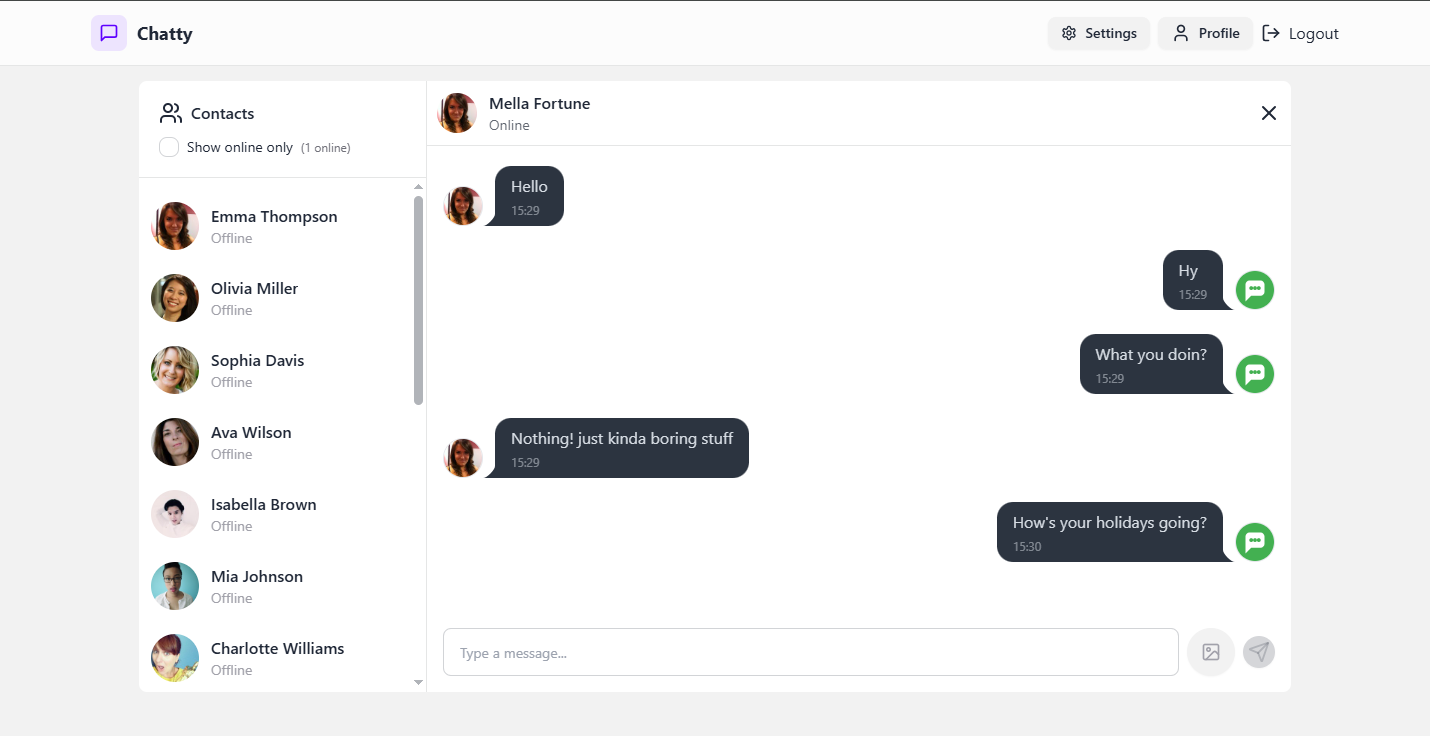 Chatty
Settings
Profile
Logout
Contacts
Show online only (1 online)
Emma Thompson
Offline
Olivia Miller
Offline
Sophia Davis
Offline
Ava Wilson
Offline
Isabella Brown
Offline
Mia Johnson
Offline
Charlotte Williams
Offline
Mella Fortune
Online
Hello
15:29
Hy
15:29
What you doin?
15:29
Nothing! just kinda boring stuff
15:29
How's your holidays going?
15:30
Type a message...